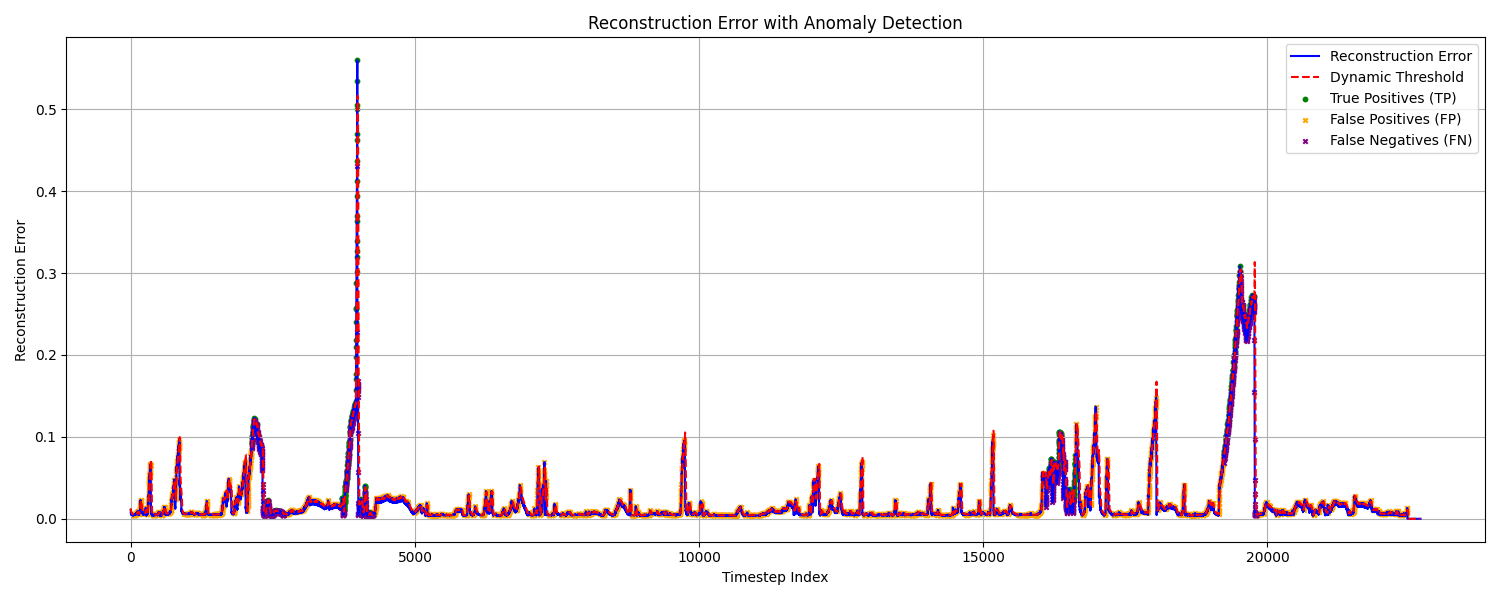 Reconstruction Error with Anomaly Detection
Reconstruction Error
Dynamic Threshold
True Positives (TP)
False Positives (FP)
False Negatives (FN)
Reconstruction Error
0.5
0.4
0.3
0.2
0.1
0.0
0 5000 10000 15000 20000
Timestep Index